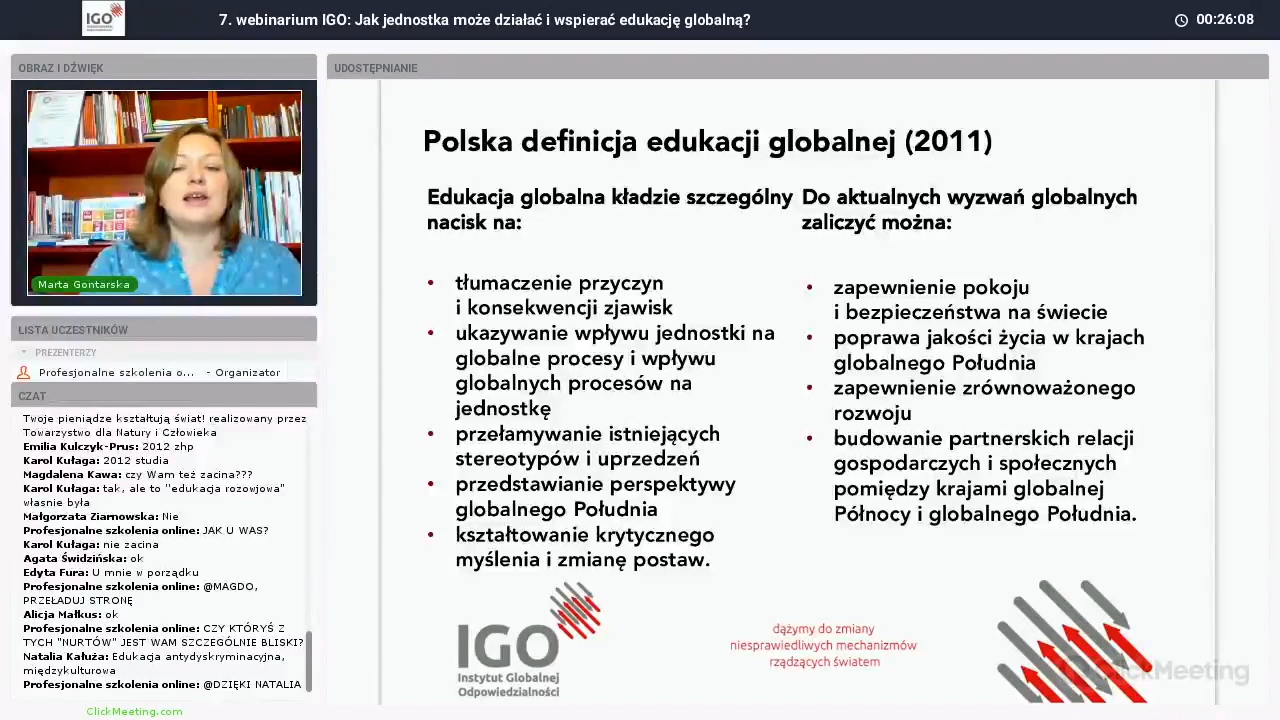 IGO
7. webinarium IGO: Jak jednostka może działać i wspierać edukację globalną?
00:26:08
OBRAZ I DŹWIĘK
Marta Gontarska
LISTA UCZESTNIKÓW
PREZENTERZY
Profesjonalne szkolenia o... - Organizator
CZAT
Twoje pieniądze kształtują świat! realizowany przez
Towarzystwo dla Natury i Człowieka
Emilia Kulczyk-Prus: 2012 zhp
Karol Kułaga: 2012 studia
Magdalena Kawa: czy Wam też zacina???
Karol Kułaga: tak, ale to "edukacja rozowjowa"
własnie była
Małgorzata Ziarnowska: Nie
Profesjonalne szkolenia online: JAK U WAS?
Karol Kułaga: nie zacina
Agata Świdzińska: ok
Edyta Fura: U mnie w porządku
Profesjonalne szkolenia online: @MAGDO,
PRZEŁADUJ STRONĘ
Alicja Małkus: ok
Profesjonalne szkolenia online: CZY KTÓRYŚ Z
TYCH "NURTÓW" JEST WAM SZCZEGÓLNIE BLISKI?
Natalia Kałuża: Edukacja antydyskryminacyjna,
międzykulturowa
Profesjonalne szkolenia online: @DZIĘKI NATALIA
ClickMeeting.com
UDOSTĘPNIANIE
Polska definicja edukacji globalnej (2011)
Edukacja globalna kładzie szczególny
nacisk na:
• tłumaczenie przyczyn
i konsekwencji zjawisk
• ukazywanie wpływu jednostki na
globalne procesy i wpływu
globalnych procesów na
jednostkę
• przełamywanie istniejących
stereotypów i uprzedzeń
• przedstawianie perspektywy
globalnego Południa
• kształtowanie krytycznego
myślenia i zmianę postaw.
Do aktualnych wyzwań globalnych
zaliczyć można:
• zapewnienie pokoju
i bezpieczeństwa na świecie
• poprawa jakości życia w krajach
globalnego Południa
• zapewnienie zrównoważonego
rozwoju
• budowanie partnerskich relacji
gospodarczych i społecznych
pomiędzy krajami globalnej
Północy i globalnego Południa.
IGO
Instytut Globalnej
Odpowiedzialności
dążymy do zmiany
niesprawiedliwych mechanizmów
rządzących światem
ClickMeeting